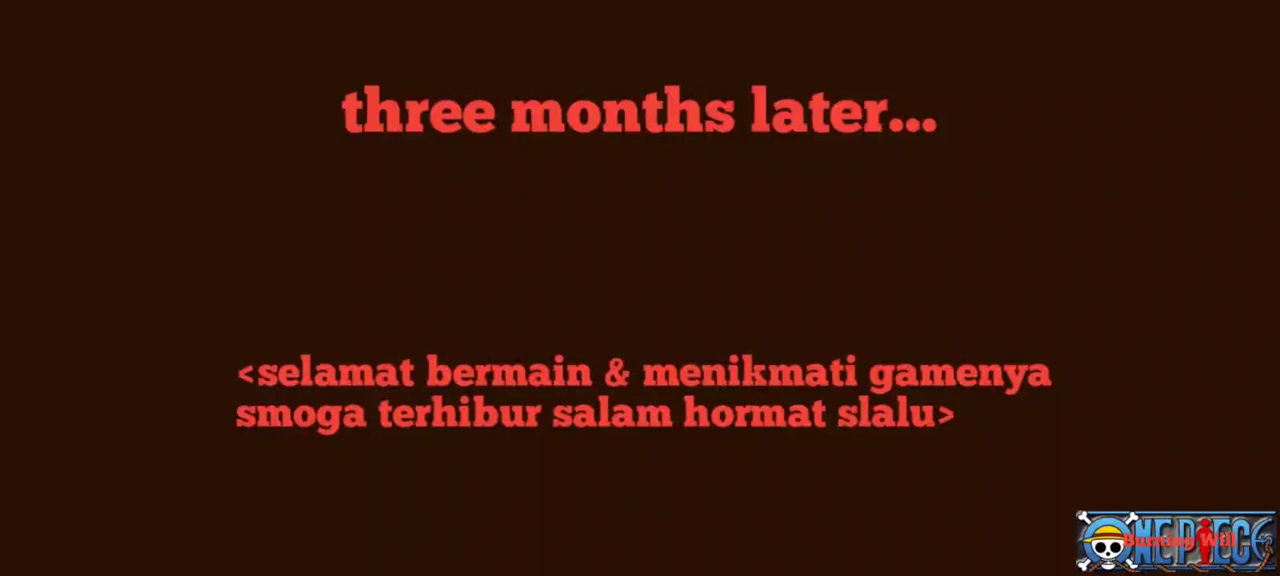 three months later...
<selamat bermain & menikmati gamenya
smoga terhibur salam hormat slalu>
ONE PIECE
Burning Will